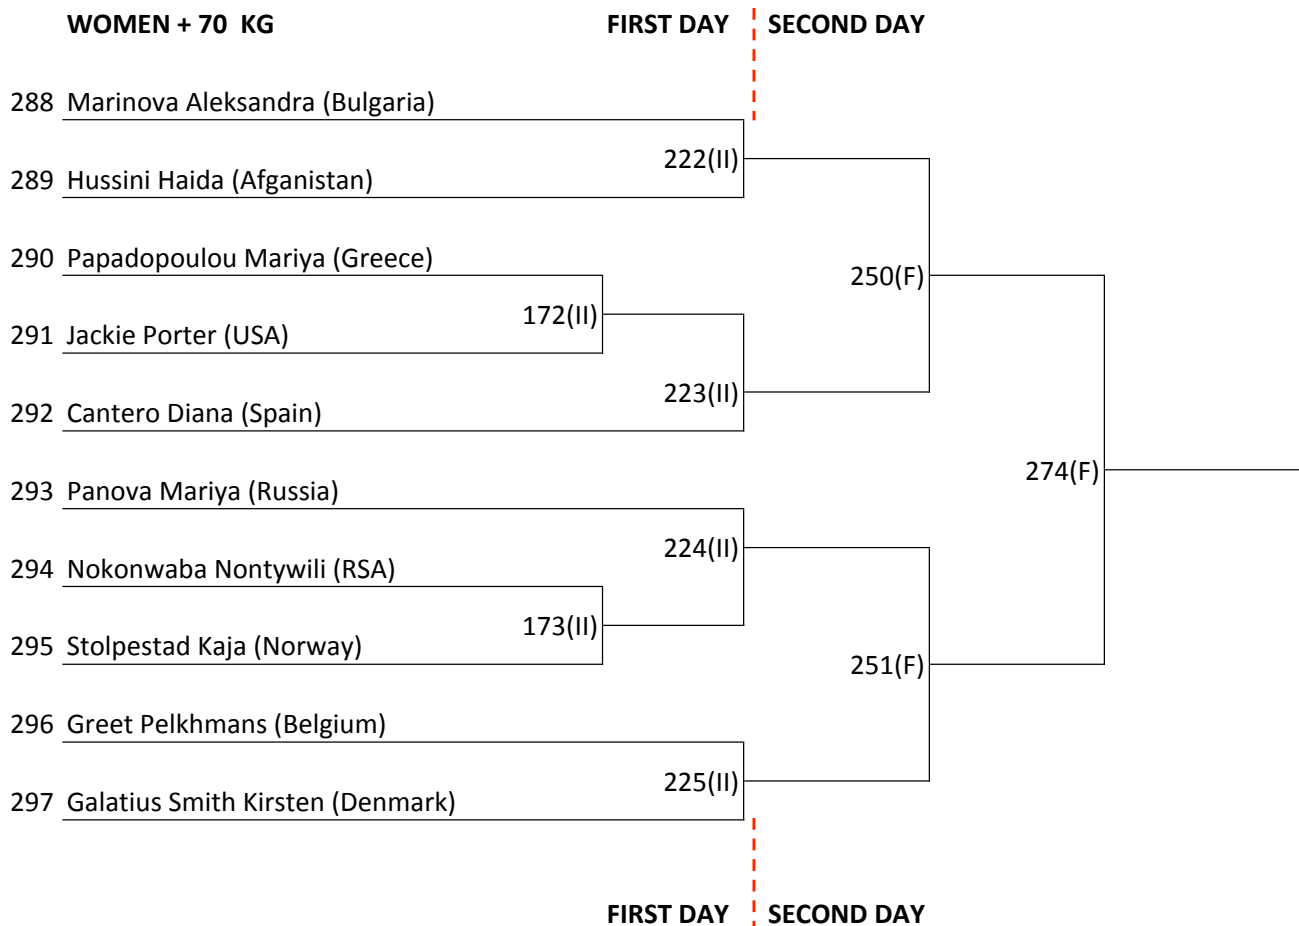 WOMEN + 70 KG FIRST DAY SECOND DAY
288 Marinova Aleksandra (Bulgaria)
222(II)
289 Hussini Haida (Afganistan)
290 Papadopoulou Mariya (Greece)
250(F)
172(II)
291 Jackie Porter (USA)
223(II)
292 Cantero Diana (Spain)
274(F)
293 Panova Mariya (Russia)
224(II)
294 Nokonwaba Nontywili (RSA)
173(II)
295 Stolpestad Kaja (Norway)
251(F)
296 Greet Pelkhmans (Belgium)
225(II)
297 Galatius Smith Kirsten (Denmark)
FIRST DAY SECOND DAY